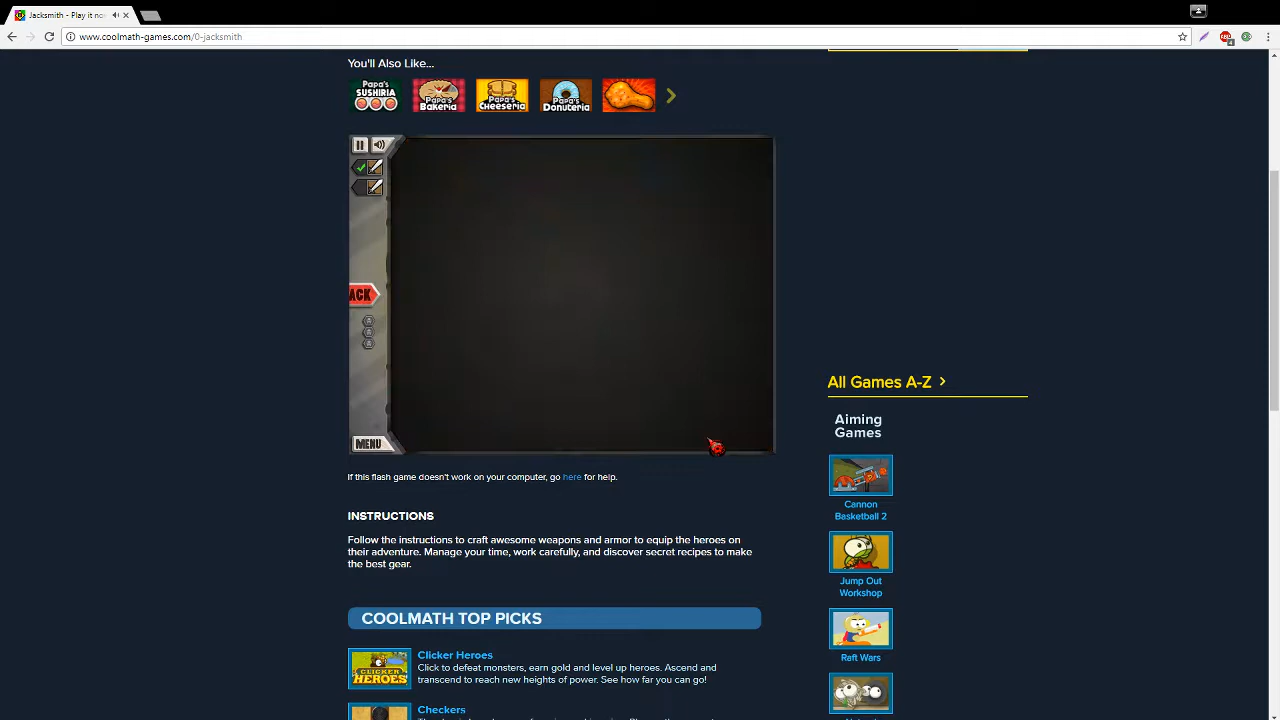 Jacksmith - Play it no
www.coolmath-games.com/0-jacksmith
You'll Also Like...
Papa's SUSHIRIA
Papa's Bakeria
Papa's CHEESERIA
Papa's Donuteria
ACK
MENU
If this flash game doesn't work on your computer, go here for help.
INSTRUCTIONS
Follow the instructions to craft awesome weapons and armor to equip the heroes on
their adventure. Manage your time, work carefully, and discover secret recipes to make
the best gear.
COOLMATH TOP PICKS
CLICKER HEROES
Clicker Heroes
Click to defeat monsters, earn gold and level up heroes. Ascend and
transcend to reach new heights of power. See how far you can go!
Checkers
All Games A-Z
Aiming
Games
Cannon
Basketball 2
Jump Out
Workshop
Raft Wars